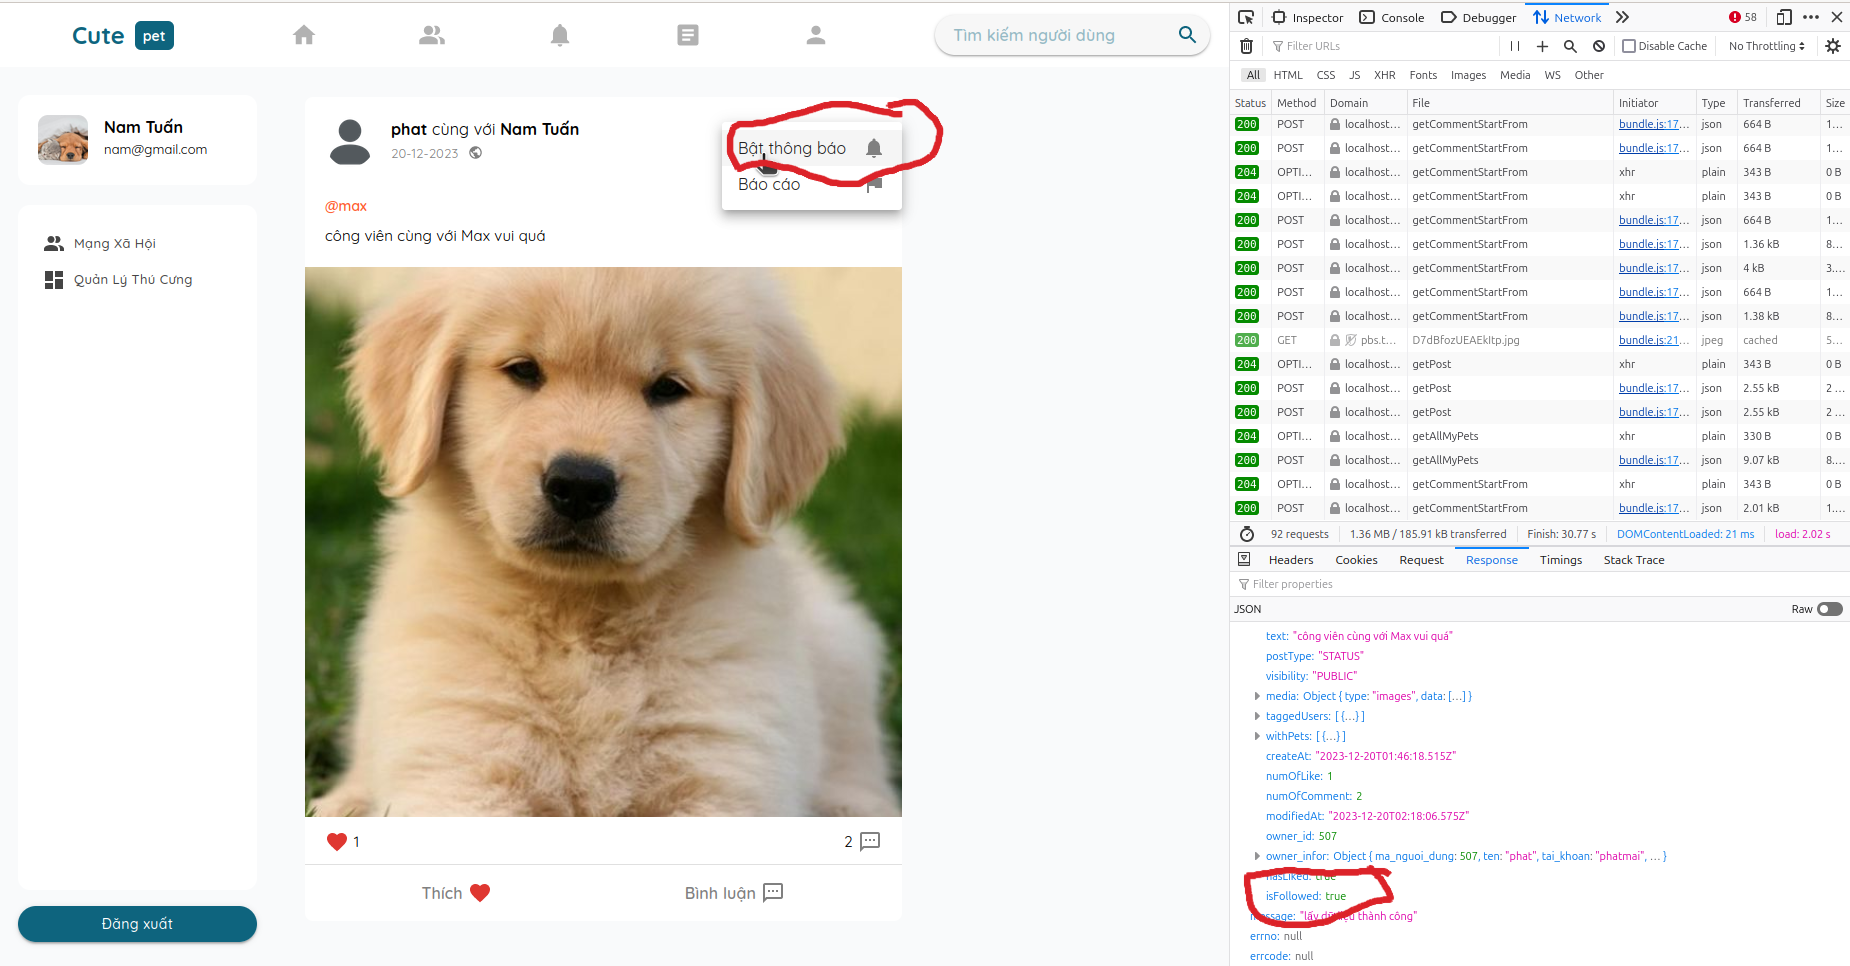 Cute pet
Tìm kiếm người dùng
Nam Tuấn
nam@gmail.com
Mạng Xã Hội
Quản Lý Thú Cưng
Đăng xuất
phat cùng với Nam Tuấn
20-12-2023
Bật thông báo
Báo cáo
@max
công viên cùng với Max vui quá
1
2
Thích
Bình luận
Inspector Console Debugger Network 58
Filter URLs Disable Cache No Throttling
All HTML CSS JS XHR Fonts Images Media WS Other
Status Method Domain File Initiator Type Transferred Size
200 POST localhost... getCommentStartFrom bundle.js:17... json 664 B 1...
200 POST localhost... getCommentStartFrom bundle.js:17... json 664 B 1...
204 OPTI... localhost... getCommentStartFrom xhr plain 343 B 0 B
204 OPTI... localhost... getCommentStartFrom xhr plain 343 B 0 B
200 POST localhost... getCommentStartFrom bundle.js:17... json 664 B 1...
200 POST localhost... getCommentStartFrom bundle.js:17... json 1.36 kB 8...
200 POST localhost... getCommentStartFrom bundle.js:17... json 4 kB 3....
200 POST localhost... getCommentStartFrom bundle.js:17... json 664 B 1...
200 POST localhost... getCommentStartFrom bundle.js:17... json 1.38 kB 8...
200 GET pbs.t... D7dBfozUEAEkItp.jpg bundle.js:21... jpeg cached 5...
204 OPTI... localhost... getPost xhr plain 343 B 0 B
200 POST localhost... getPost bundle.js:17... json 2.55 kB 2 ...
200 POST localhost... getPost bundle.js:17... json 2.55 kB 2 ...
204 OPTI... localhost... getAllMyPets xhr plain 330 B 0 B
200 POST localhost... getAllMyPets bundle.js:17... json 9.07 kB 8....
204 OPTI... localhost... getCommentStartFrom xhr plain 343 B 0 B
200 POST localhost... getCommentStartFrom bundle.js:17... json 2.01 kB 1....
92 requests 1.36 MB / 185.91 kB transferred Finish: 30.77 s DOMContentLoaded: 21 ms load: 2.02 s
Headers Cookies Request Response Timings Stack Trace
Filter properties
JSON Raw
text: "công viên cùng với Max vui quá"
postType: "STATUS"
visibility: "PUBLIC"
media: Object { type: "images", data: [...] }
taggedUsers: [ {...} ]
withPets: [ {...} ]
createAt: "2023-12-20T01:46:18.515Z"
numOfLike: 1
numOfComment: 2
modifiedAt: "2023-12-20T02:18:06.575Z"
owner_id: 507
owner_infor: Object { ma_nguoi_dung: 507, ten: "phat", tai_khoan: "phatmai", ... }
hasLiked: true
isFollowed: true
message: "lấy dữ liệu thành công"
errno: null
errcode: null